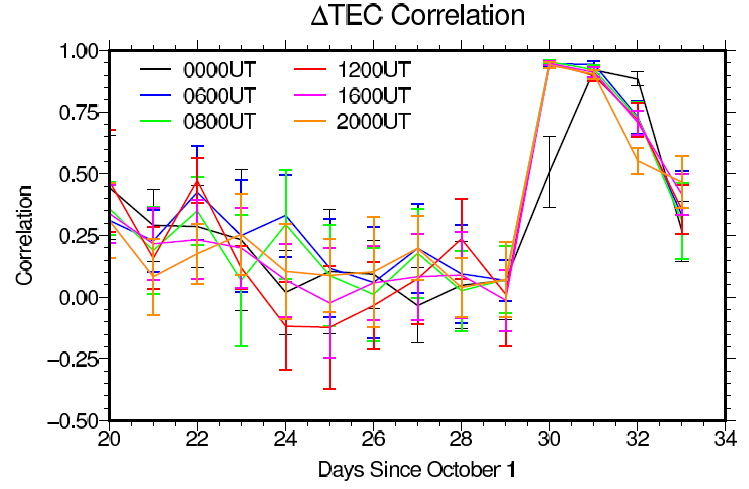 ΔTEC Correlation
1.00
0.75
0.50
0.25
0.00
−0.25
−0.50
Correlation
0000UT
0600UT
0800UT
1200UT
1600UT
2000UT
20
22
24
26
28
30
32
34
Days Since October 1